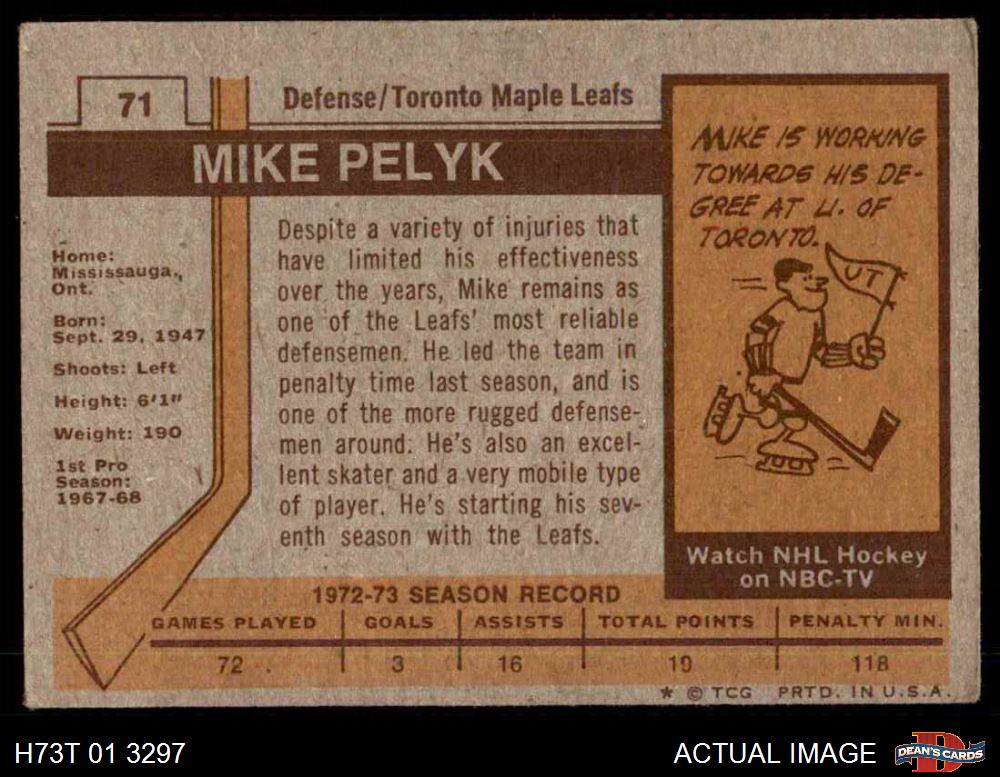 71
Defense/Toronto Maple Leafs
MIKE PELYK
Home:
Mississauga.,
Ont.
Born:
Sept. 29, 1947
Shoots: Left
Height: 6'1"
Weight: 190
1st Pro
Season:
1967-68
Despite a variety of injuries that
have limited his effectiveness
over the years, Mike remains as
one of the Leafs' most reliable
defensemen. He led the team in
penalty time last season, and is
one of the more rugged defense-
men around. He's also an excel-
lent skater and a very mobile type
of player. He's starting his sev-
enth season with the Leafs.
MIKE IS WORKING
TOWARDS HIS DE-
GREE AT U. OF
TORONTO.
UT
Watch NHL Hockey
on NBC-TV
1972-73 SEASON RECORD
GAMES PLAYED GOALS ASSISTS TOTAL POINTS PENALTY MIN.
72 3 16 19 118
* © TCG PRTD. IN U.S.A.
H73T 01 3297
ACTUAL IMAGE
D
DEAN'S CARDS